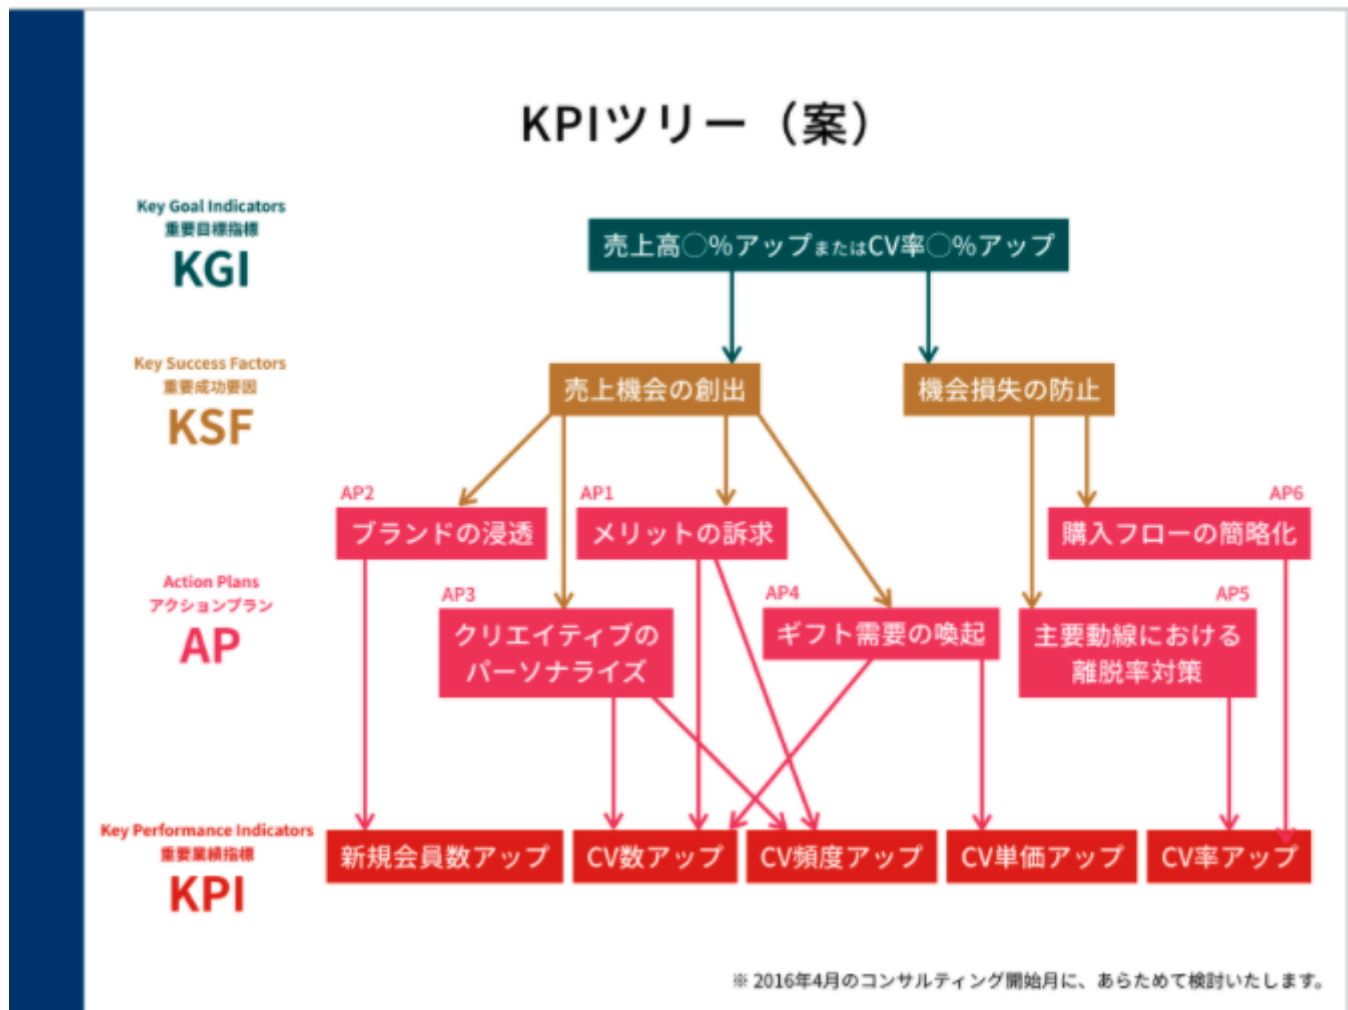 KPIツリー（案）
Key Goal Indicators
重要目標指標
KGI
売上高◯%アップまたはCV率◯%アップ
Key Success Factors
重要成功要因
KSF
売上機会の創出
機会損失の防止
AP2
ブランドの浸透
AP1
メリットの訴求
AP6
購入フローの簡略化
Action Plans
アクションプラン
AP
AP3
クリエイティブの
パーソナライズ
AP4
ギフト需要の喚起
AP5
主要動線における
離脱率対策
Key Performance Indicators
重要業績指標
KPI
新規会員数アップ
CV数アップ
CV頻度アップ
CV単価アップ
CV率アップ
※ 2016年4月のコンサルティング開始月に、あらためて検討いたします。